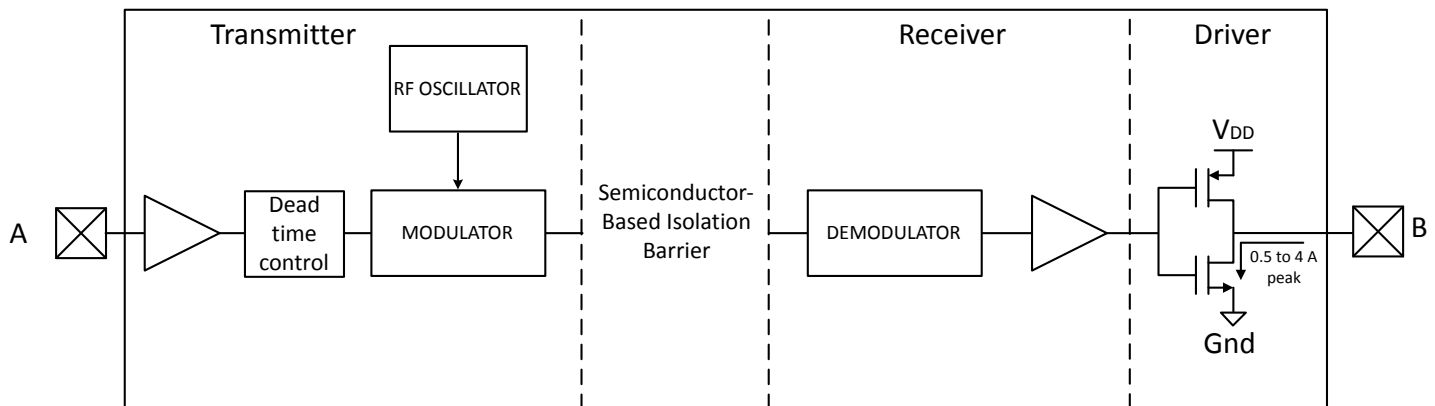 Transmitter
Receiver
Driver
RF OSCILLATOR
VDD
A
Dead
time
control
MODULATOR
Semiconductor-
Based Isolation
Barrier
DEMODULATOR
B
0.5 to 4 A
peak
Gnd